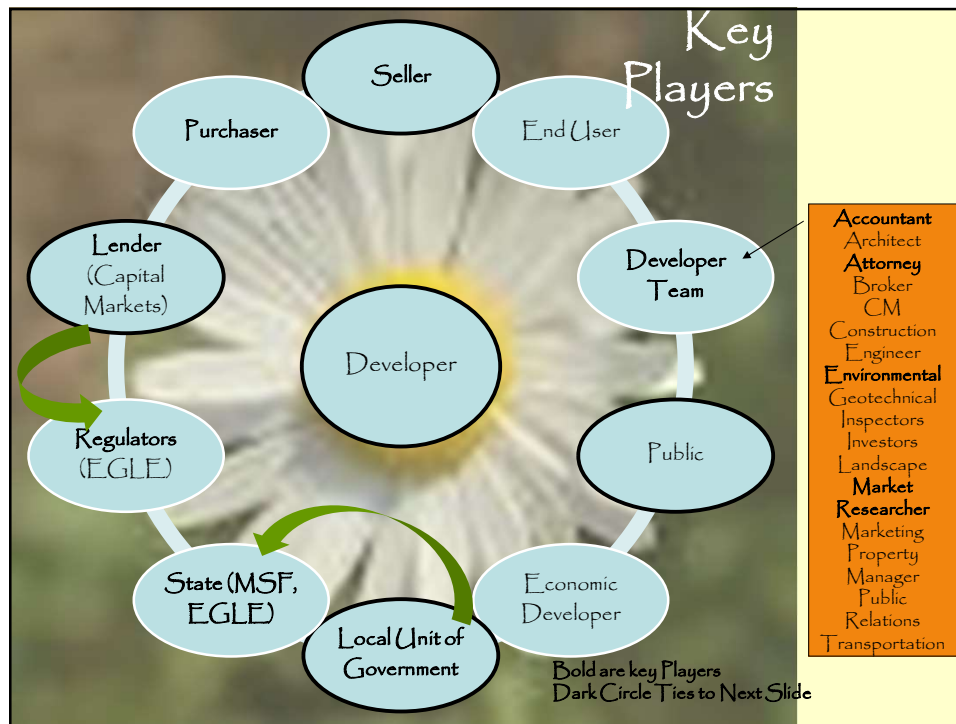 Key
Players
Seller
Purchaser
End User
Lender
(Capital
Markets)
Developer
Team
Developer
Regulators
(EGLE)
Public
State (MSF,
EGLE)
Economic
Developer
Local Unit of
Government
Bold are key Players
Dark Circle Ties to Next Slide
Accountant
Architect
Attorney
Broker
CM
Construction
Engineer
Environmental
Geotechnical
Inspectors
Investors
Landscape
Market
Researcher
Marketing
Property
Manager
Public
Relations
Transportation